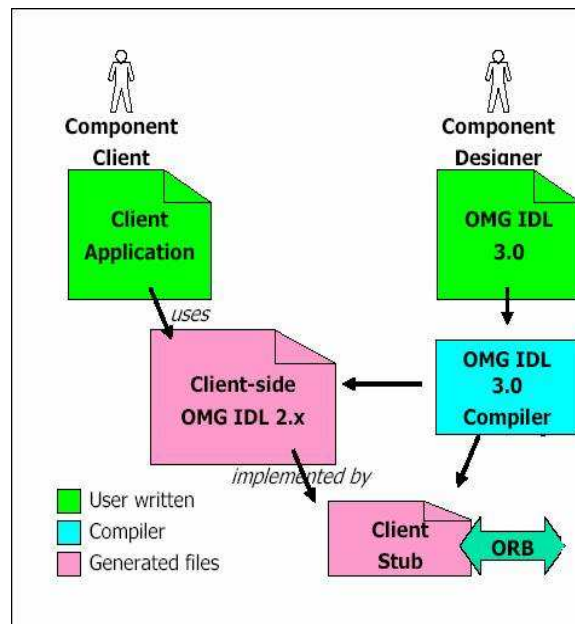 Component
Client
Component
Designer
Client
Application
OMG IDL
3.0
uses
Client-side
OMG IDL 2.x
OMG IDL
3.0
Compiler
implemented by
User written
Compiler
Generated files
Client
Stub
ORB